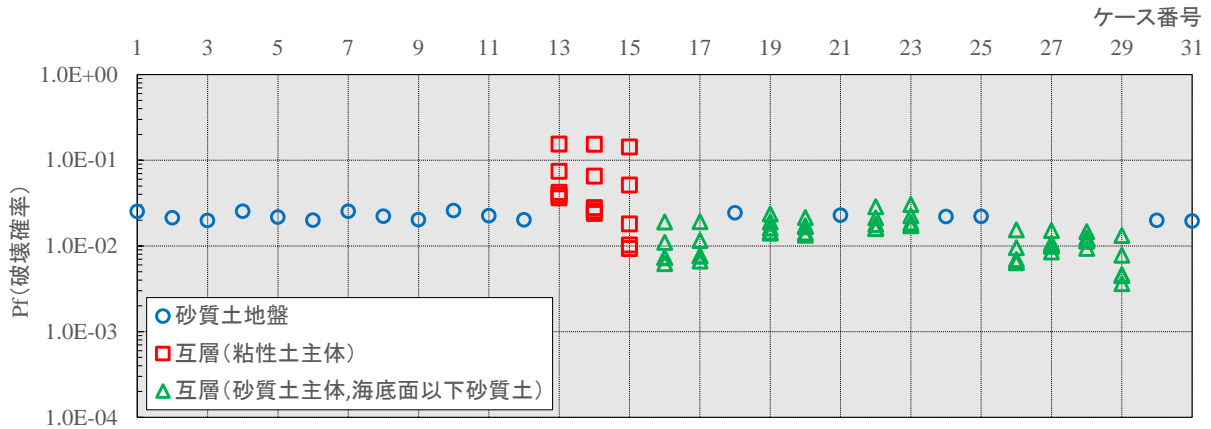 ケース番号
1 3 5 7 9 11 13 15 17 19 21 23 25 27 29 31
1.0E+00
1.0E-01
1.0E-02
1.0E-03
1.0E-04
Pf(破壊確率)
砂質土地盤
互層(粘性土主体)
互層(砂質土主体,海底面以下砂質土)